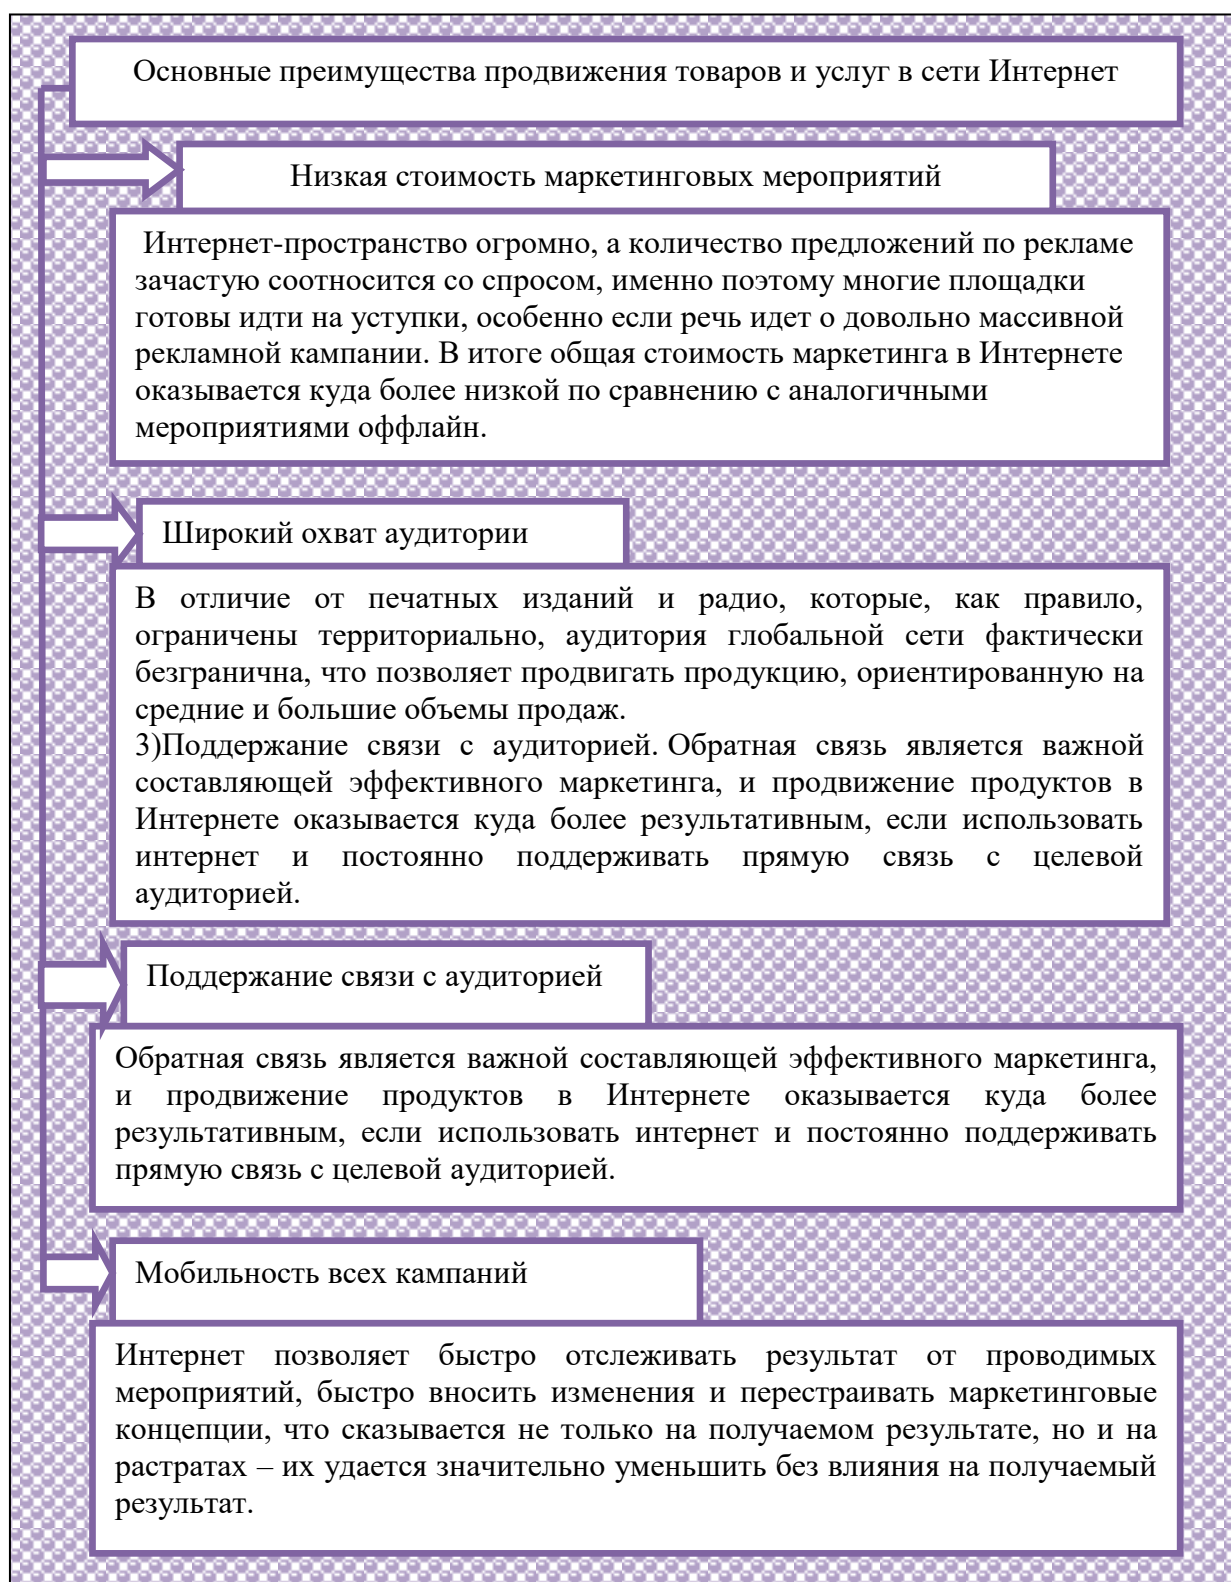 Основные преимущества продвижения товаров и услуг в сети Интернет
Низкая стоимость маркетинговых мероприятий
Интернет-пространство огромно, а количество предложений по рекламе
зачастую соотносится со спросом, именно поэтому многие площадки
готовы идти на уступки, особенно если речь идет о довольно массивной
рекламной кампании. В итоге общая стоимость маркетинга в Интернете
оказывается куда более низкой по сравнению с аналогичными
мероприятиями оффлайн.
Широкий охват аудитории
В отличие от печатных изданий и радио, которые, как правило,
ограничены территориально, аудитория глобальной сети фактически
безгранична, что позволяет продвигать продукцию, ориентированную на
средние и большие объемы продаж.
3)Поддержание связи с аудиторией. Обратная связь является важной
составляющей эффективного маркетинга, и продвижение продуктов в
Интернете оказывается куда более результативным, если использовать
интернет и постоянно поддерживать прямую связь с целевой
аудиторией.
Поддержание связи с аудиторией
Обратная связь является важной составляющей эффективного маркетинга,
и продвижение продуктов в Интернете оказывается куда более
результативным, если использовать интернет и постоянно поддерживать
прямую связь с целевой аудиторией.
Мобильность всех кампаний
Интернет позволяет быстро отслеживать результат от проводимых
мероприятий, быстро вносить изменения и перестраивать маркетинговые
концепции, что сказывается не только на получаемом результате, но и на
растратах – их удается значительно уменьшить без влияния на получаемый
результат.